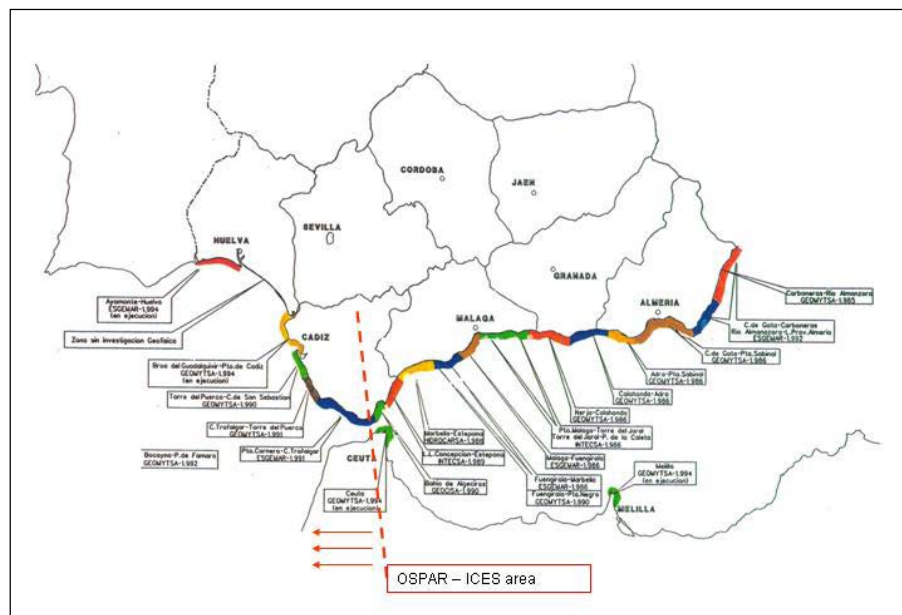 CORDOBA
JAEN
SEVILLA
HUELVA
GRANADA
ALMERIA
MALAGA
CADIZ
CEUT
MELILLA
Ayamonte-Huelva
ESGEMAR-1.994
(en ejecucion)
Zona sin investigacion Geofisica
Broa del Guadalquivir-Pto.de Cadiz
GEOMYTSA-1.994
(en ejecucion)
Torre del Puerco-C.de San Sebastian
GEOMYTSA-1.990
C.Trafalgar-Torre del Puerco
GEOMYTSA-1.991
Pta.Carnero-C.Trafalgar
ESGEMAR-1.991
Bocayna-P.de Famara
GEOMYTSA-1.992
Ceuta
GEOMYTSA-1.994
(en ejecucion)
Bahia de Algeciras
GEOCISA-1.990
L.L.Concepcion-Estepona
INTECSA-1.989
Marbella-Estepona
HIDROCARSA-1.986
Fuengirola-Marbella
ESGEMAR-1.986
Fuengirola-Pta.Negra
GEOMYTSA-1.990
Malaga-Fuengirola
ESGEMAR-1.986
Pto.Malaga-Torre del Jaral
Torre del Jaral-P. de la Caleta
INTECSA-1.986
Nerja-Calahonda
GEOMYTSA-1.986
Calahonda-Adra
GEOMYTSA-1.986
Adra-Pta.Sabinal
GEOMYTSA-1.986
C.de Gata-Pta.Sabinal
GEOMYTSA-1.986
C.de Gata-Carboneras
Rio Almanzora-L.Prov.Almeria
ESGEMAR-1.992
Carboneras-Rio Almanzora
GEOMYTSA-1.985
Melilla
GEOMYTSA-1.994
(en ejecucion)
OSPAR – ICES area